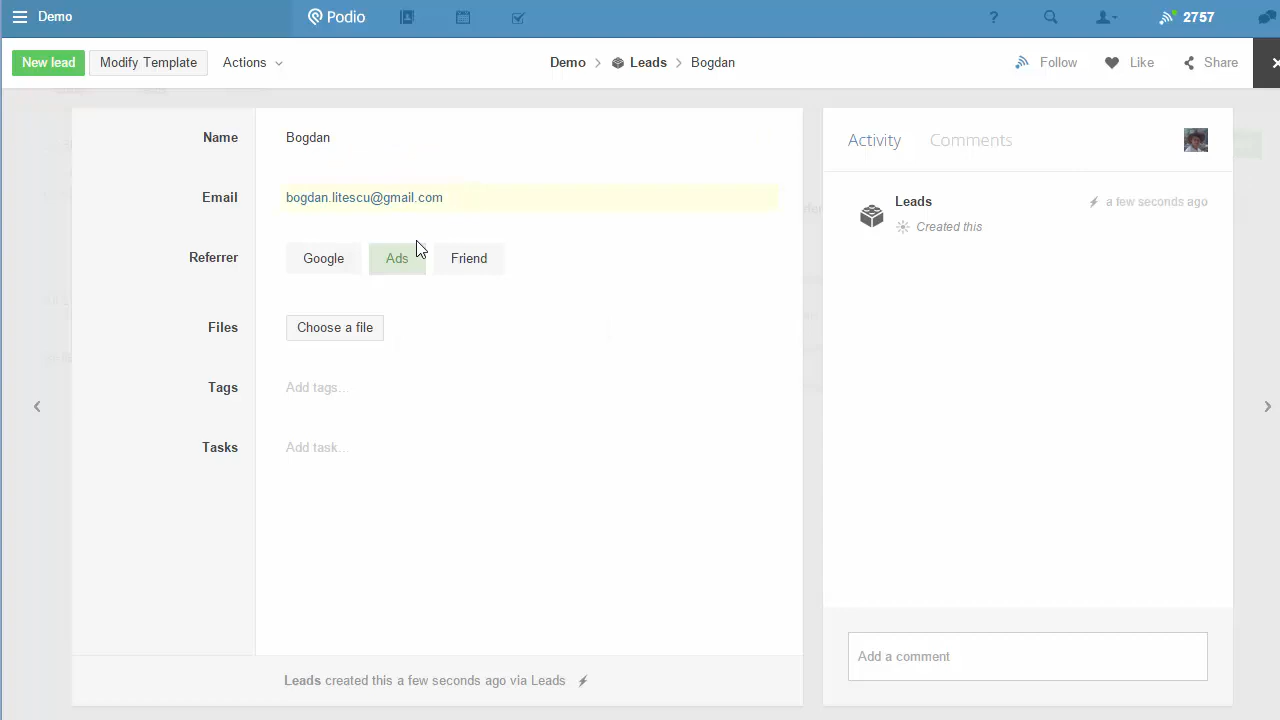 Demo
Podio
2757
New lead
Modify Template
Actions
Demo > Leads > Bogdan
Follow
Like
Share
Name
Bogdan
Email
bogdan.litescu@gmail.com
Referrer
Google
Ads
Friend
Files
Choose a file
Tags
Add tags...
Tasks
Add task...
Leads created this a few seconds ago via Leads
Activity
Comments
Leads
a few seconds ago
Created this
Add a comment